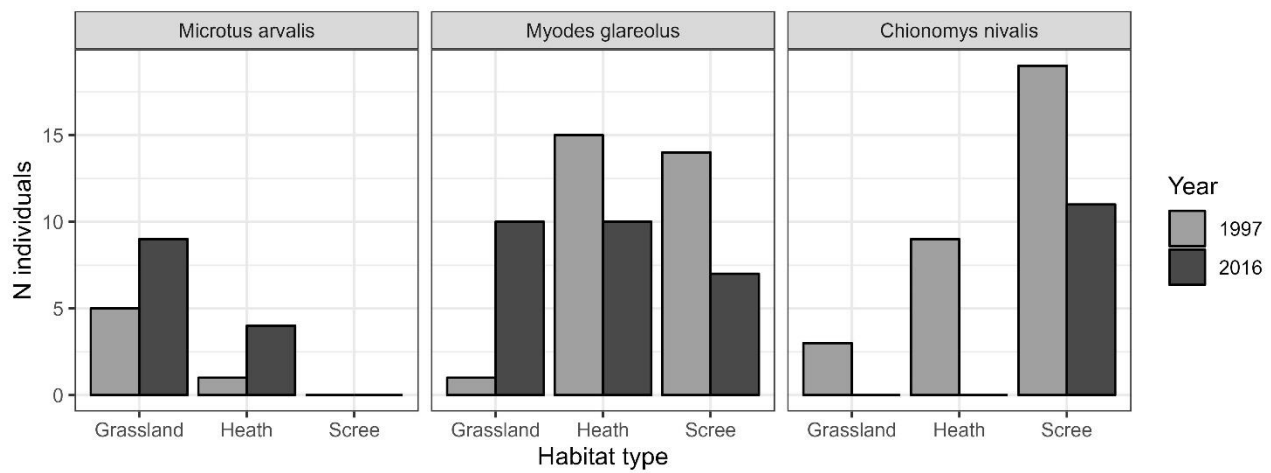 Microtus arvalis
Myodes glareolus
Chionomys nivalis
N individuals
15
10
5
0
Grassland Heath Scree
Grassland Heath Scree
Grassland Heath Scree
Habitat type
Year
1997
2016